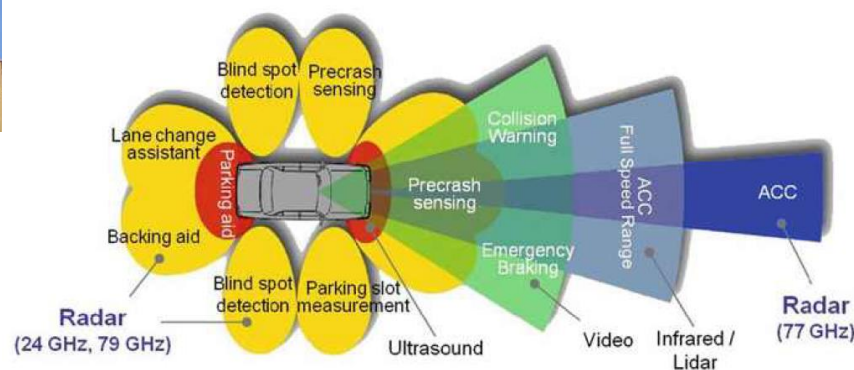 Blind spot
detection
Precrash
sensing
Lane change
assistant
Parking aid
Collision
Warning
Full Speed Range
ACC
Precrash
sensing
ACC
Backing aid
Emergency
Braking
Blind spot
detection
Parking slot
measurement
Radar
(24 GHz, 79 GHz)
Ultrasound
Video
Infrared /
Lidar
Radar
(77 GHz)